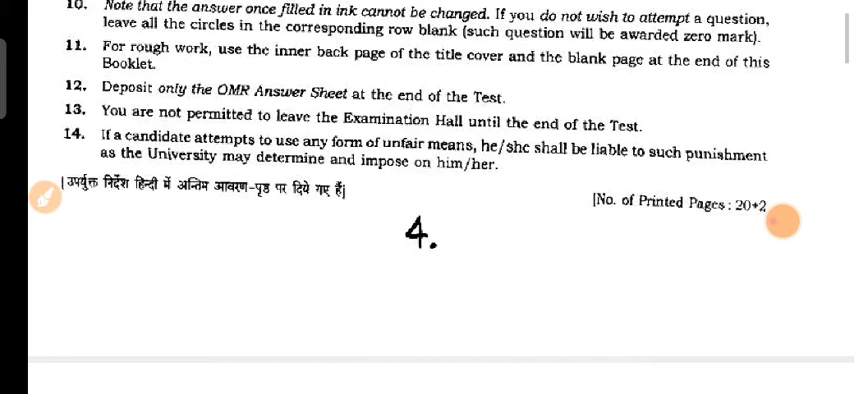 10. Note that the answer once filled in ink cannot be changed. If you do not wish to attempt a question,
leave all the circles in the corresponding row blank (such question will be awarded zero mark).
11. For rough work, use the inner back page of the title cover and the blank page at the end of this
Booklet.
12. Deposit only the OMR Answer Sheet at the end of the Test.
13. You are not permitted to leave the Examination Hall until the end of the Test.
14. If a candidate attempts to use any form of unfair means, he/she shall be liable to such punishment
as the University may determine and impose on him/her.
[उपर्युक्त निर्देश हिन्दी में अन्तिम आवरण-पृष्ठ पर दिये गए हैं]
[No. of Printed Pages : 20+2
4.